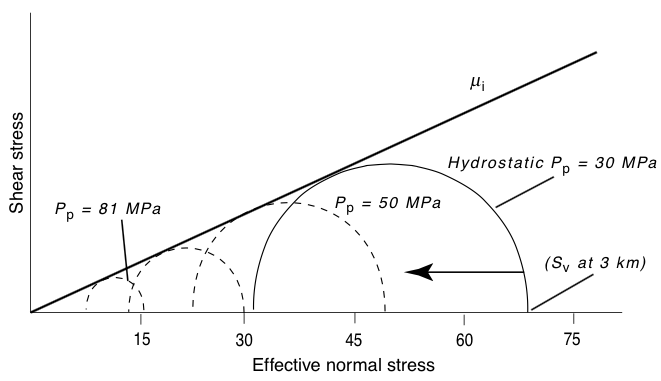 μi
Hydrostatic Pp = 30 MPa
Pp = 50 MPa
Pp = 81 MPa
(Sv at 3 km)
Shear stress
15 30 45 60 75
Effective normal stress